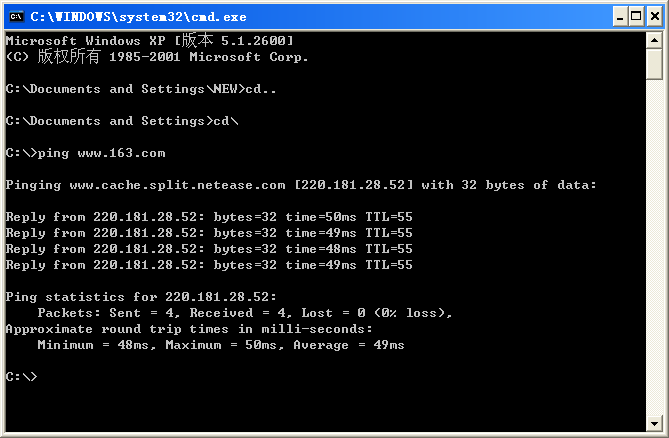 C:\WINDOWS\system32\cmd.exe
Microsoft Windows XP [版本 5.1.2600]
(C) 版权所有 1985-2001 Microsoft Corp.
C:\Documents and Settings\NEW>cd..
C:\Documents and Settings>cd\
C:\>ping www.163.com
Pinging www.cache.split.netease.com [220.181.28.52] with 32 bytes of data:
Reply from 220.181.28.52: bytes=32 time=50ms TTL=55
Reply from 220.181.28.52: bytes=32 time=49ms TTL=55
Reply from 220.181.28.52: bytes=32 time=48ms TTL=55
Reply from 220.181.28.52: bytes=32 time=49ms TTL=55
Ping statistics for 220.181.28.52:
    Packets: Sent = 4, Received = 4, Lost = 0 (0% loss),
Approximate round trip times in milli-seconds:
    Minimum = 48ms, Maximum = 50ms, Average = 49ms
C:\>